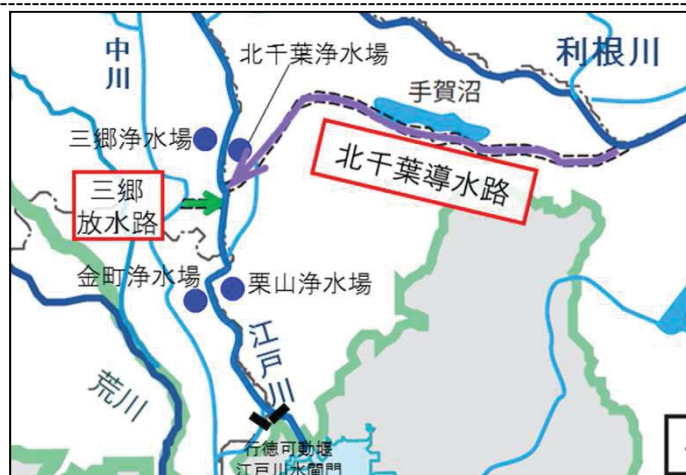 中川
北千葉浄水場
利根川
手賀沼
三郷浄水場
北千葉導水路
三郷
放水路
金町浄水場
栗山浄水場
江戸川
荒川
行徳可動堰
江戸川水閘門